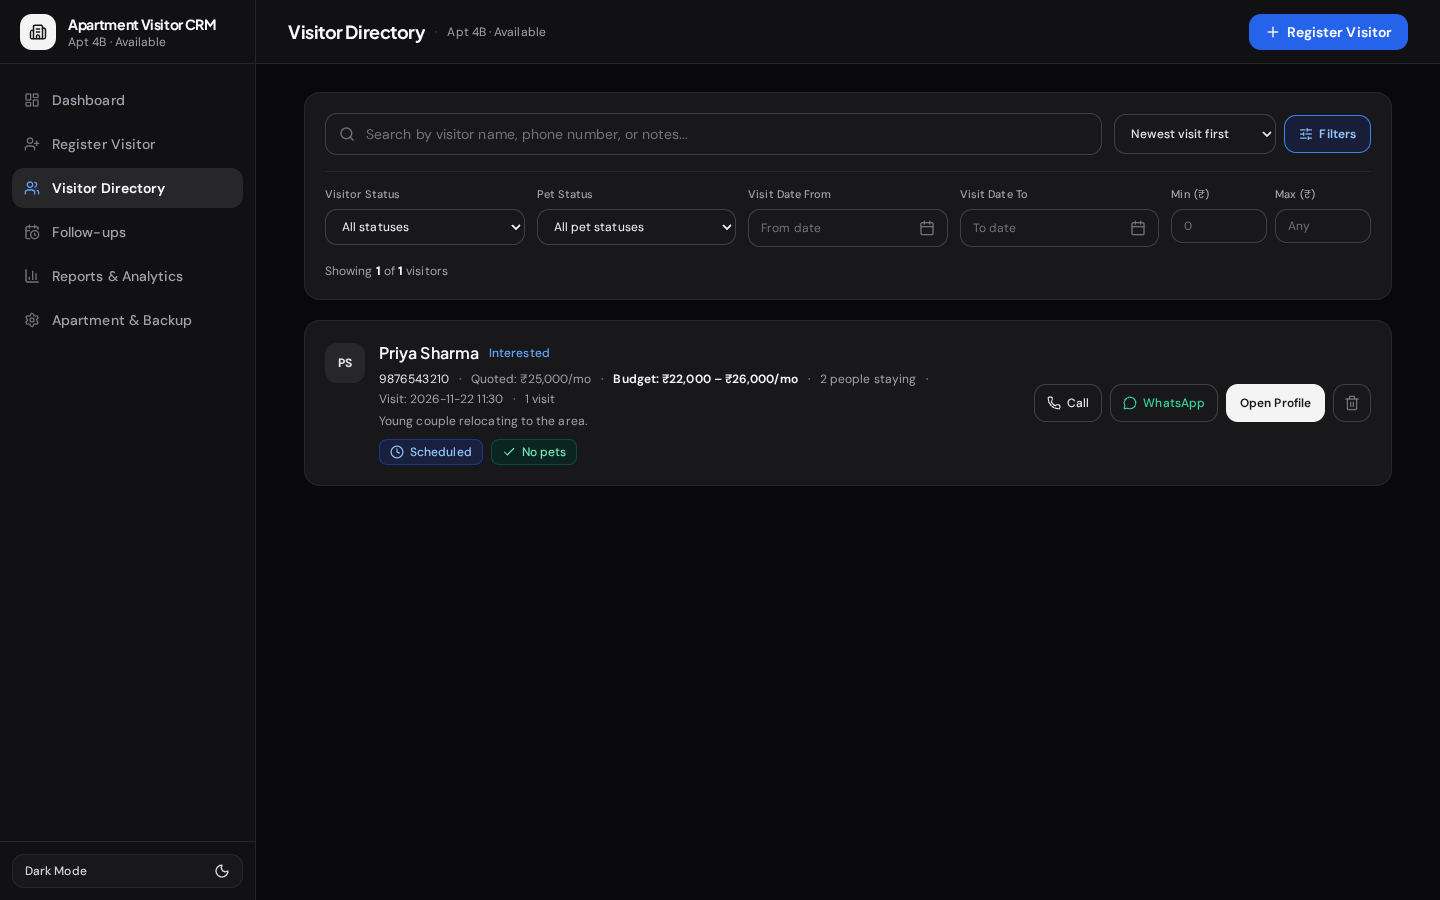 Apartment Visitor CRM
Apt 4B · Available
Dashboard
Register Visitor
Visitor Directory
Follow-ups
Reports & Analytics
Apartment & Backup
Dark Mode
Visitor Directory · Apt 4B · Available
Register Visitor
Search by visitor name, phone number, or notes...
Newest visit first
Filters
Visitor Status
Pet Status
Visit Date From
Visit Date To
Min (₹)
Max (₹)
All statuses
All pet statuses
From date
To date
0
Any
Showing 1 of 1 visitors
PS
Priya Sharma Interested
9876543210 · Quoted: ₹25,000/mo · Budget: ₹22,000 – ₹26,000/mo · 2 people staying ·
Visit: 2026-11-22 11:30 · 1 visit
Young couple relocating to the area.
Scheduled
No pets
Call
WhatsApp
Open Profile